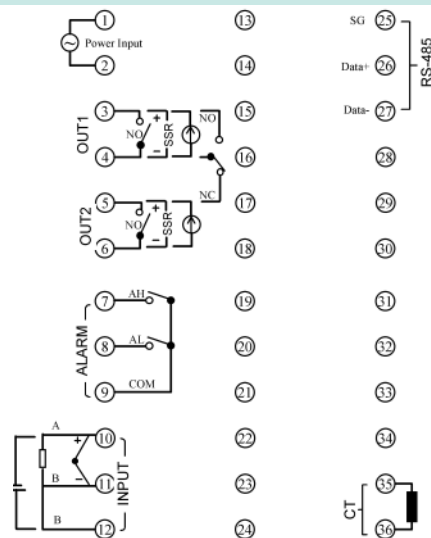 1 13 SG 25
Power Input
2 14 Data+ 26
RS-485
3 NO 15 Data- 27
OUT1
NO + - SSR
4 16 28
5 NC 17 29
OUT2
NO + - SSR
6 18 30
7 AH 19 31
ALARM
8 AL 20 32
9 COM 21 33
A
10 22 34
+
INPUT
B - 11 23 35
CT
B 12 24 36